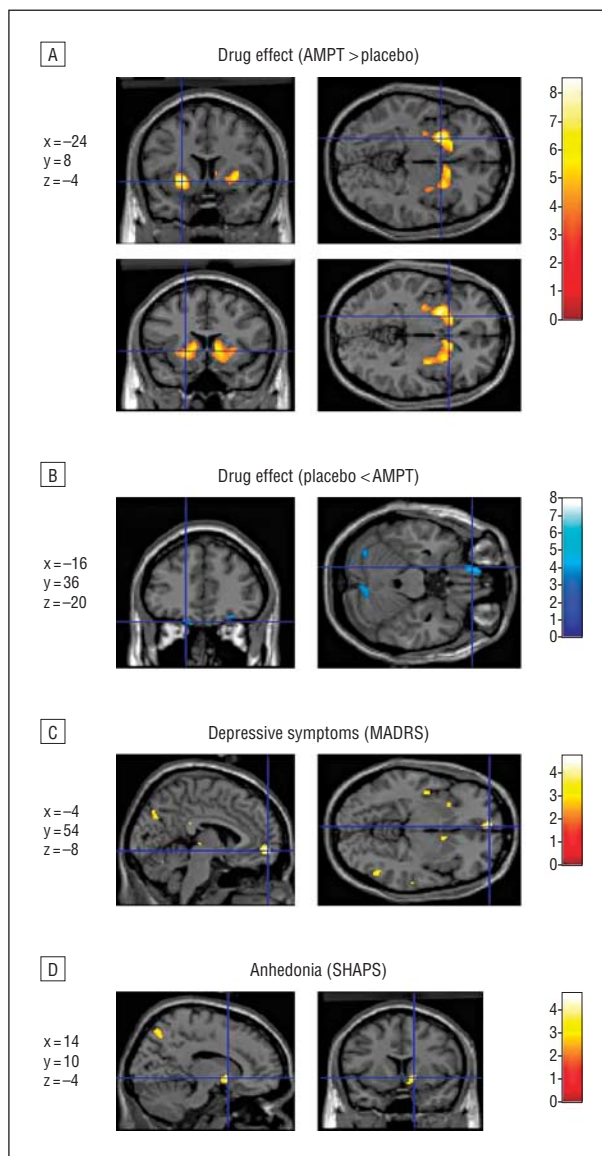 A
Drug effect (AMPT > placebo)
x = –24
y = 8
z = –4
8
7
6
5
4
3
2
1
0
B
Drug effect (placebo < AMPT)
x = –16
y = 36
z = –20
8
7
6
5
4
3
2
1
0
C
Depressive symptoms (MADRS)
x = –4
y = 54
z = –8
4
3
2
1
0
D
Anhedonia (SHAPS)
x = 14
y = 10
z = –4
4
3
2
1
0